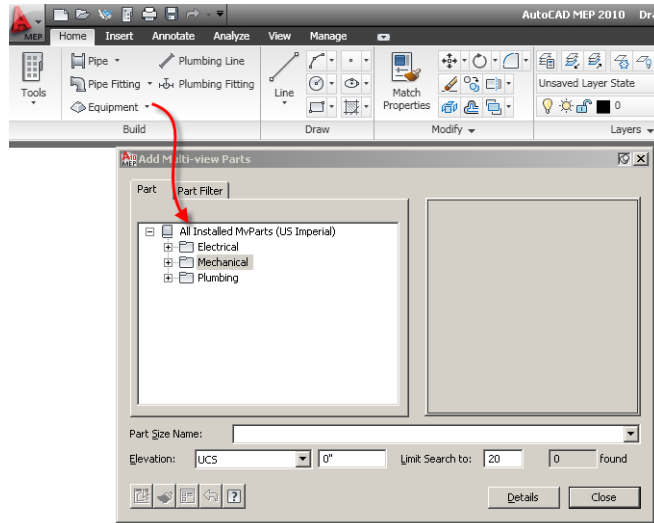 AutoCAD MEP 2010 Dra
MEP Home Insert Annotate Analyze View Manage
Pipe Plumbing Line
Pipe Fitting Plumbing Fitting
Equipment
Tools
Line
Match
Properties
Unsaved Layer State
0
Build Draw Modify Layers
Add Multi-view Parts
Part Part Filter
All Installed MvParts (US Imperial)
Electrical
Mechanical
Plumbing
Part Size Name:
Elevation: UCS 0" Limit Search to: 20 0 found
Details Close